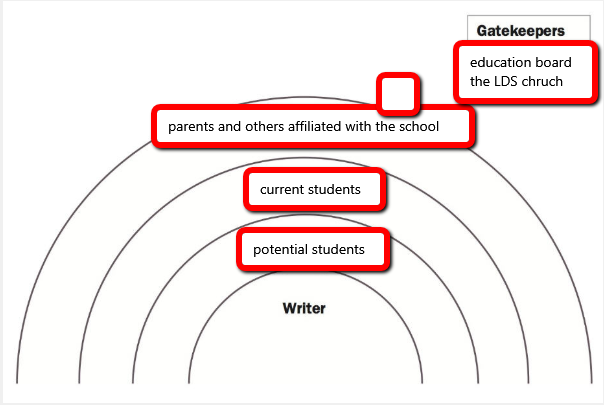 Gatekeepers
education board
the LDS chruch
parents and others affiliated with the school
current students
potential students
Writer